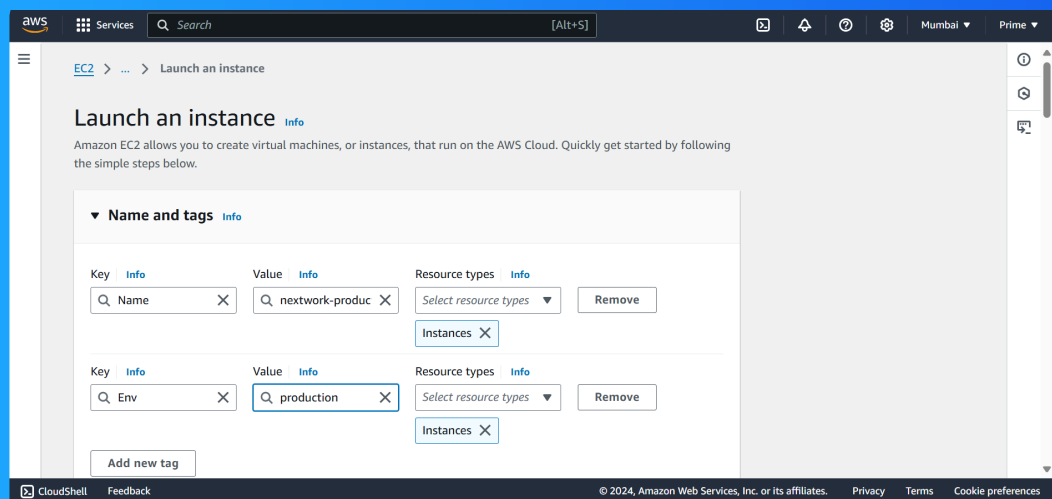 aws Services Search [Alt+S] Mumbai Prime
EC2 ... Launch an instance
Launch an instance Info
Amazon EC2 allows you to create virtual machines, or instances, that run on the AWS Cloud. Quickly get started by following
the simple steps below.
Name and tags Info
Key Info Value Info Resource types Info
Name nextwork-produc Select resource types Remove
Instances
Key Info Value Info Resource types Info
Env production Select resource types Remove
Instances
Add new tag
CloudShell Feedback © 2024, Amazon Web Services, Inc. or its affiliates. Privacy Terms Cookie preferences